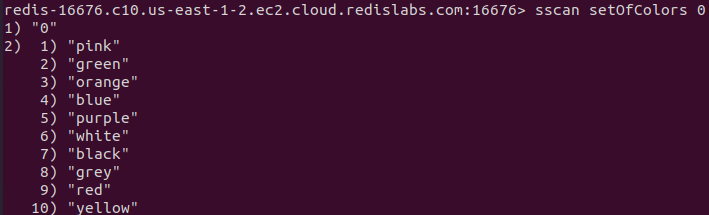 redis-16676.c10.us-east-1-2.ec2.cloud.redislabs.com:16676> sscan setOfColors 0
1) "0"
2)  1) "pink"
    2) "green"
    3) "orange"
    4) "blue"
    5) "purple"
    6) "white"
    7) "black"
    8) "grey"
    9) "red"
   10) "yellow"